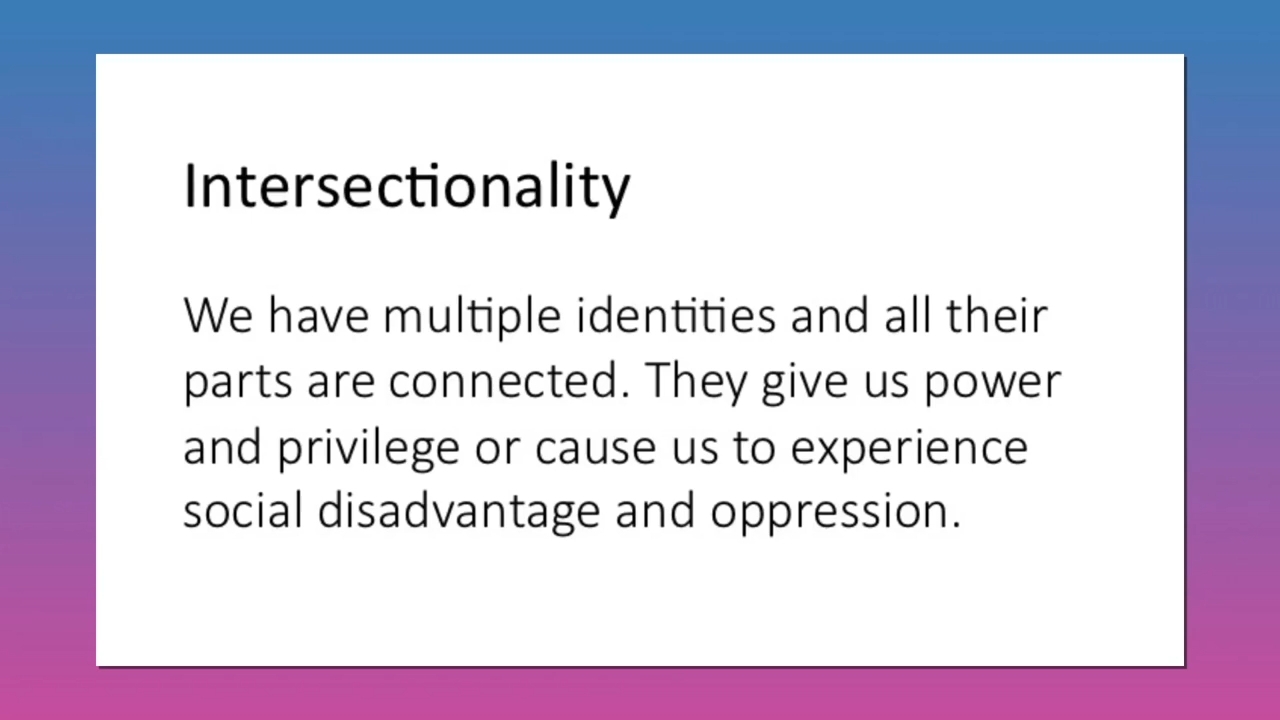 Intersectionality
We have multiple identities and all their
parts are connected. They give us power
and privilege or cause us to experience
social disadvantage and oppression.